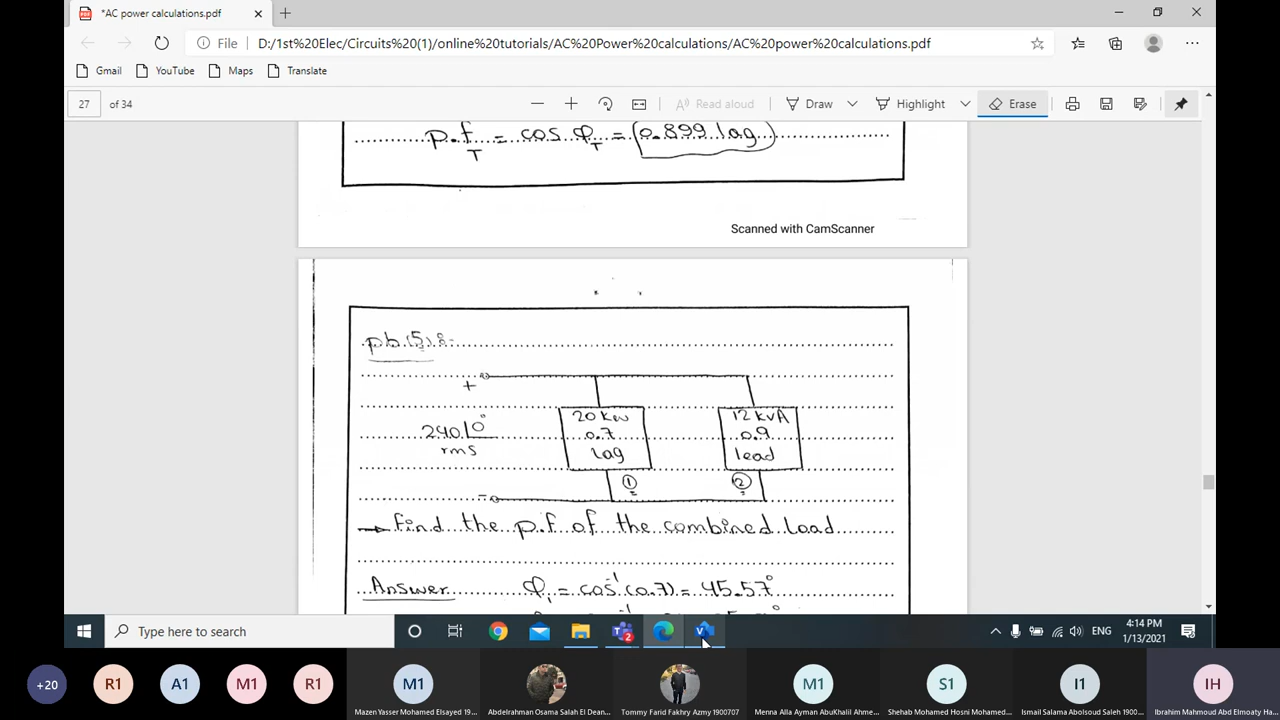 *AC power calculations.pdf
File D:/1st%20Elec/Circuits%20(1)/online%20tutorials/AC%20Power%20calculations/AC%20power%20calculations.pdf
Gmail YouTube Maps Translate
27 of 34 Read aloud Draw Highlight Erase
p.f_T = cos φ_T = 0.899 lag
Scanned with CamScanner
pb.(5):-
+
20 kw 12 kvA
240∠0° 0.7 0.9
rms lag lead
① ②
-
→ Find the p.f of the combined load
Answer φ₁ = cos⁻¹(0.7) = 45.57°
Type here to search
ENG
4:14 PM
1/13/2021
2
+20 R1 A1 M1 R1 M1 M1 S1 I1 IH
Mazen Yasser Mohamed Elsayed 19... Abdelrahman Osama Salah El Dean... Tommy Farid Fakhry Azmy 1900707 Menna Alla Ayman AbuKhalil Ahme... Shehab Mohamed Hosni Mohamed... Ismail Salama Abolsoud Saleh 1900... Ibrahim Mahmoud Abd Elmoaty Ha...